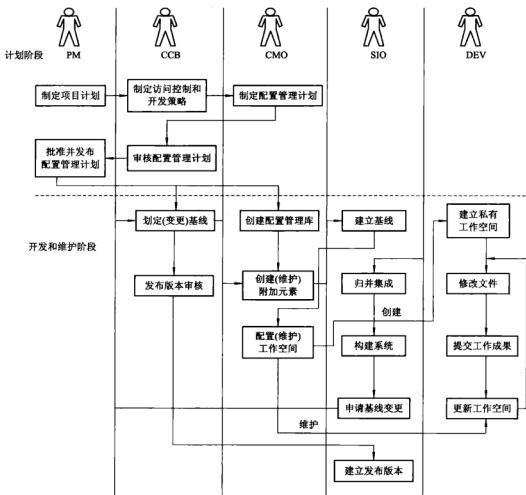 PM CCB CMO SIO DEV
计划阶段
制定项目计划
制定访问控制和
开发策略
制定配置管理计划
批准并发布
配置管理计划
审核配置管理计划
开发和维护阶段
划定(变更)基线
创建配置管理库
建立基线
建立私有
工作空间
发布版本审核
创建(维护)
附加元素
归并集成
修改文件
创建
配置(维护)
工作空间
构建系统
提交工作成果
申请基线变更
更新工作空间
维护
建立发布版本